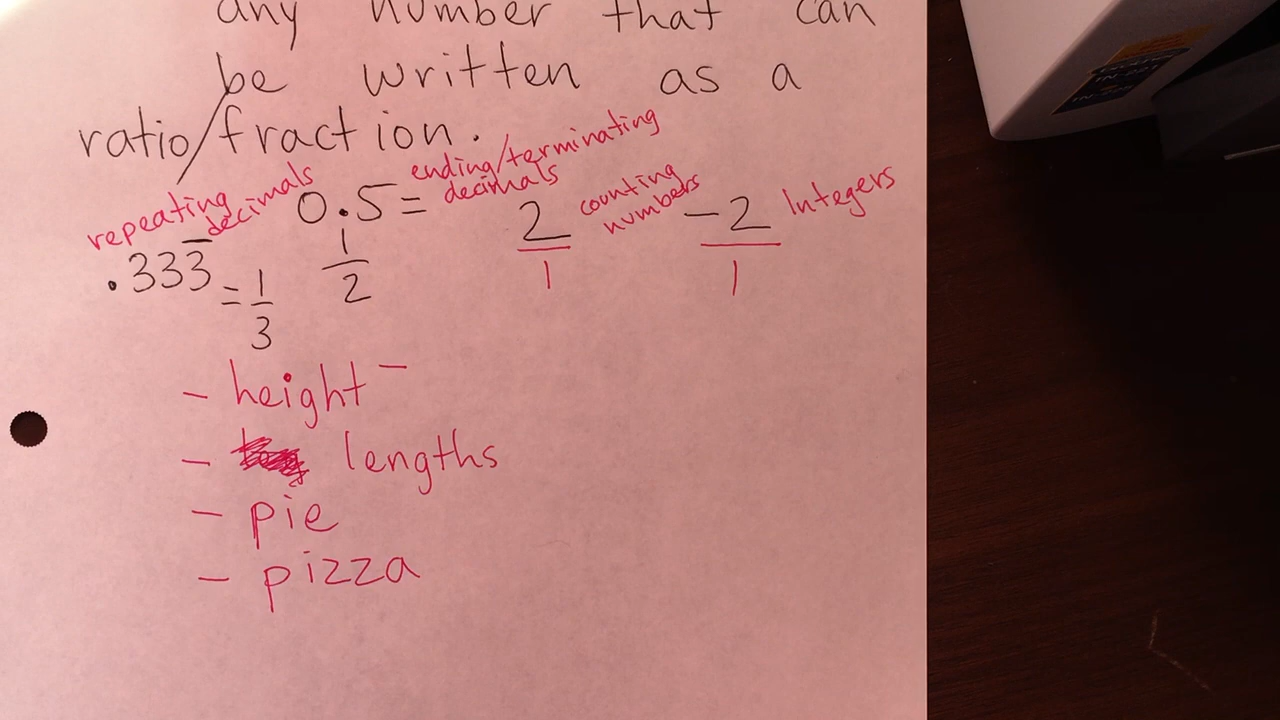 any number that can
be written as a
ratio/fraction.
repeating decimals
.333̅ = 1/3
0.5 =
1/2
ending/terminating
decimals
2/1
counting
numbers
-2/1
Integers
- height -
- lengths
- pie
- pizza